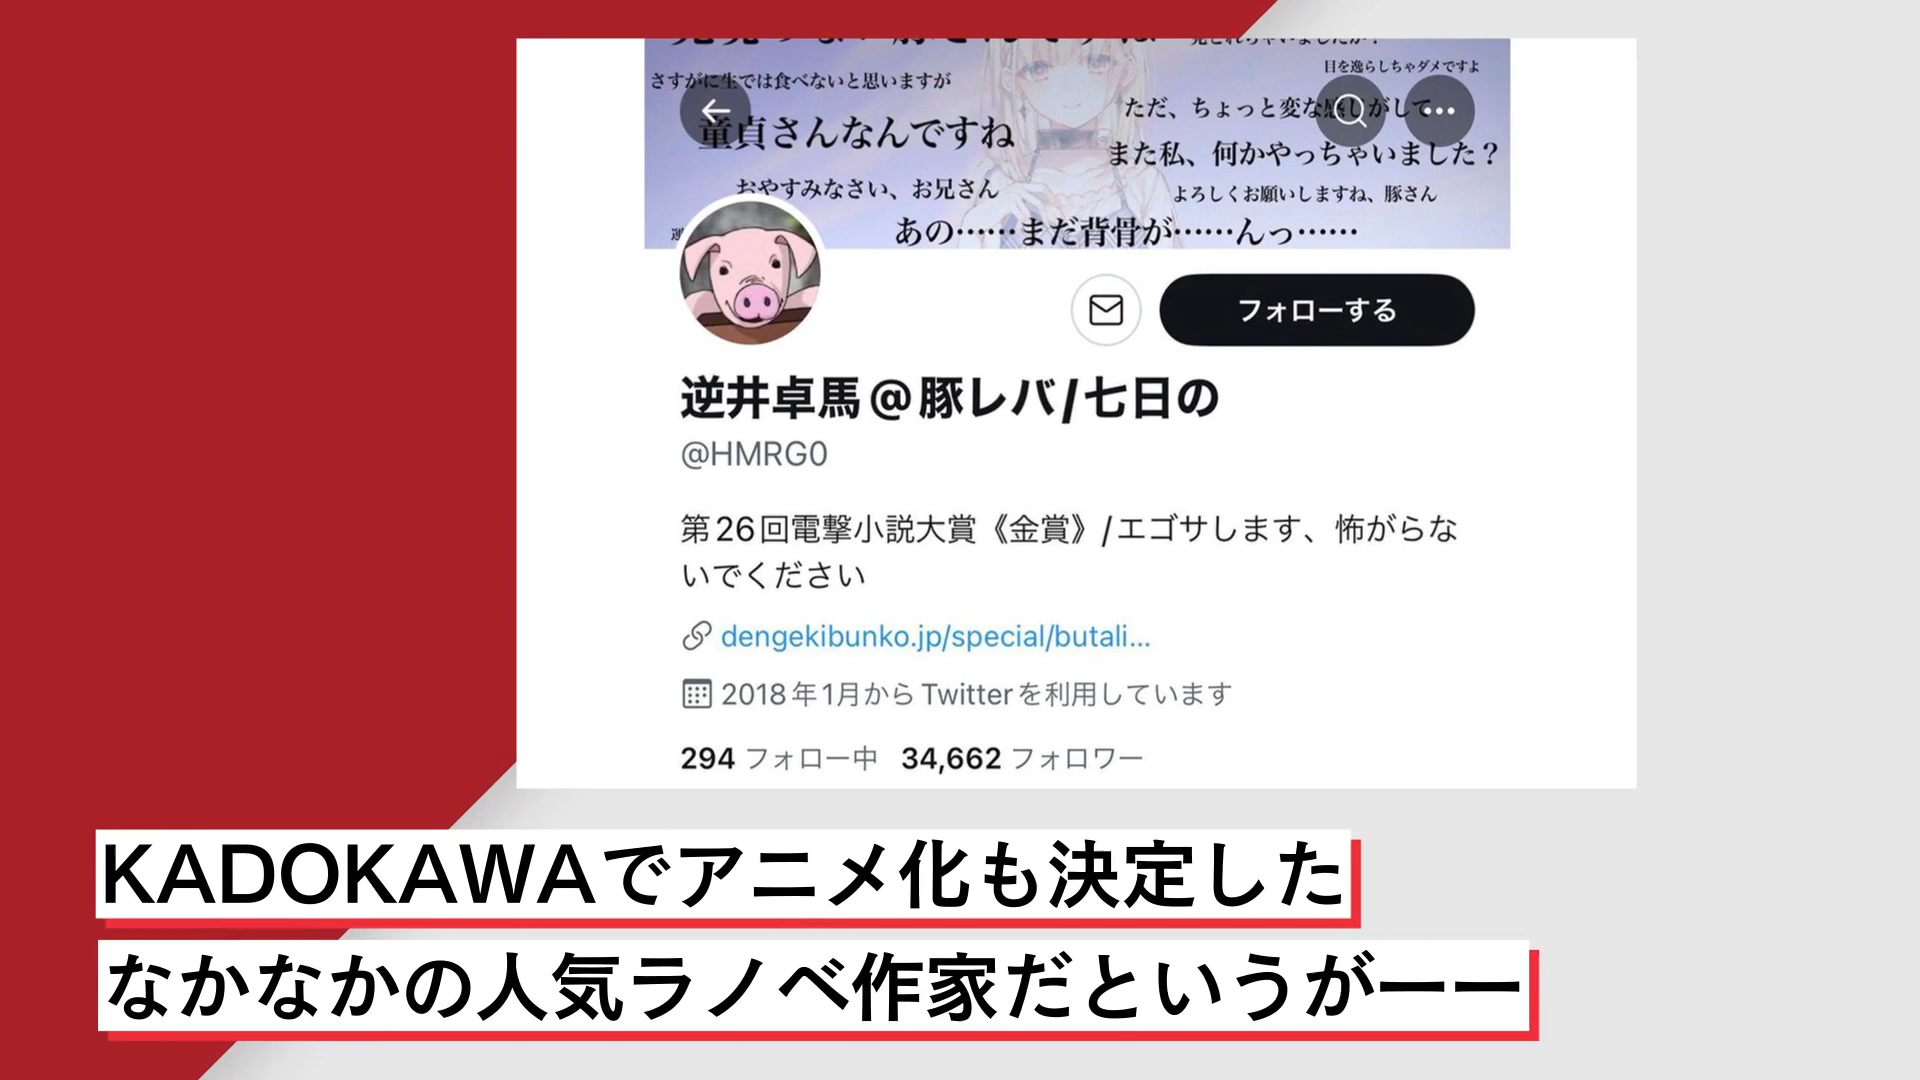 さすがに生では食べないと思いますが
目を逸らしちゃダメですよ
童貞さんなんですね
ただ、ちょっと変な感じがして
また私、何かやっちゃいました？
おやすみなさい、お兄さん
よろしくお願いしますね、豚さん
あの……まだ背骨が……んっ……
フォローする
逆井卓馬@豚レバ/七日の
@HMRG0
第26回電撃小説大賞《金賞》/エゴサします、怖がらな
いでください
dengekibunko.jp/special/butali...
2018年1月からTwitterを利用しています
294 フォロー中 34,662 フォロワー
KADOKAWAでアニメ化も決定した
なかなかの人気ラノベ作家だというがーー